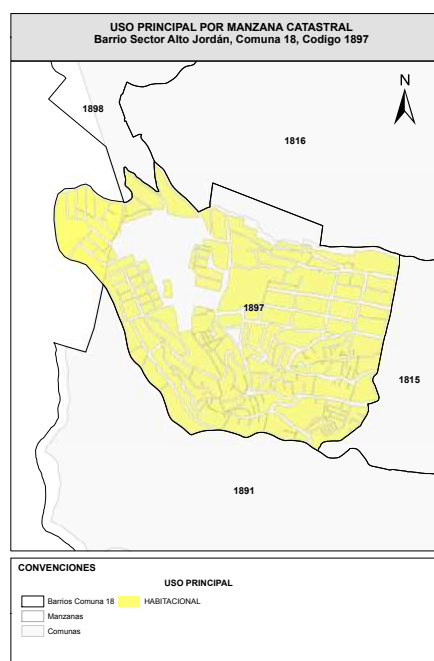 USO PRINCIPAL POR MANZANA CATASTRAL
Barrio Sector Alto Jordán, Comuna 18, Codigo 1897
N
1898
1816
1897
1815
1891
CONVENCIONES
USO PRINCIPAL
Barrios Comuna 18 HABITACIONAL
Manzanas
Comunas